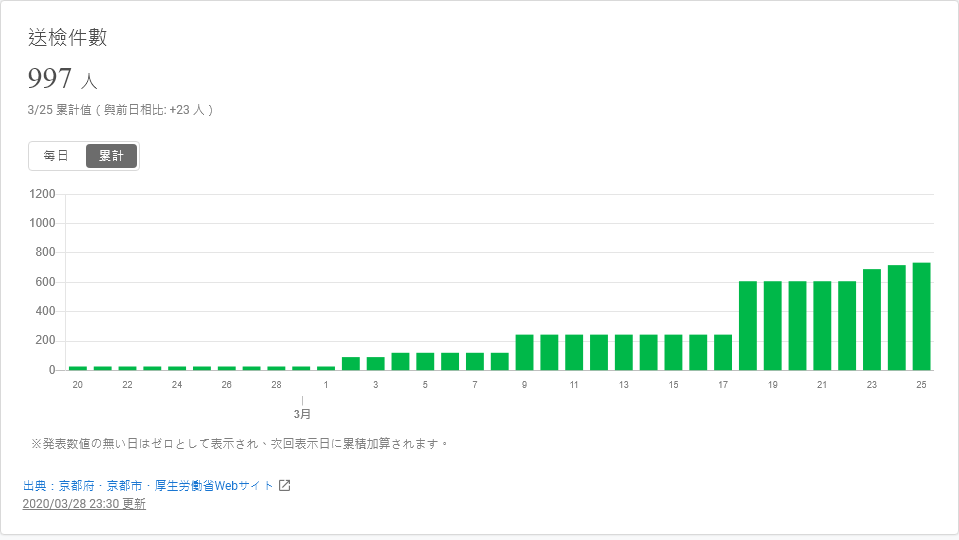 送檢件數
997 人
3/25 累計值 ( 與前日相比: +23 人 )
每日 累計
1200
1000
800
600
400
200
0
20 22 24 26 28 1 3 5 7 9 11 13 15 17 19 21 23 25
3月
※発表数値の無い日はゼロとして表示され、次回表示日に累積加算されます。
出典：京都府・京都市・厚生労働省Webサイト
2020/03/28 23:30 更新